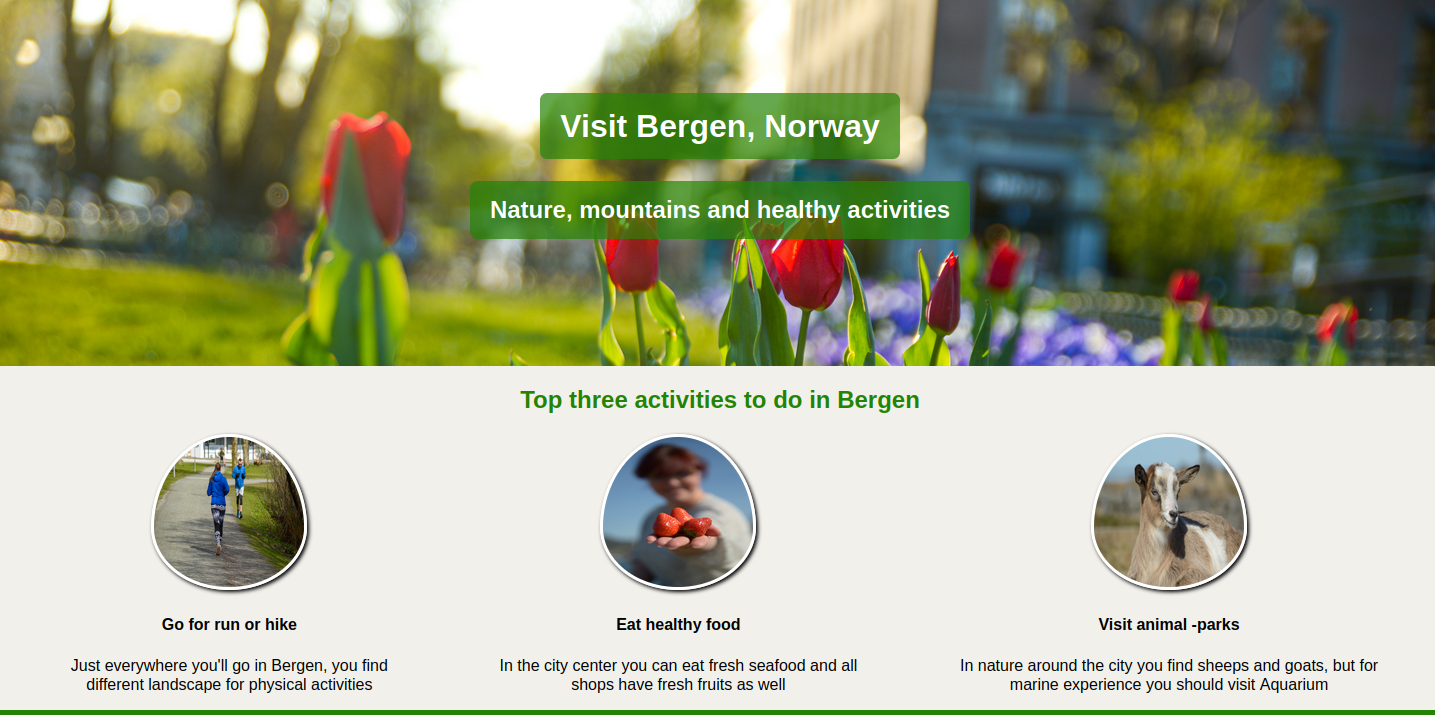 Visit Bergen, Norway
Nature, mountains and healthy activities
Top three activities to do in Bergen
Go for run or hike
Just everywhere you'll go in Bergen, you find
different landscape for physical activities
Eat healthy food
In the city center you can eat fresh seafood and all
shops have fresh fruits as well
Visit animal -parks
In nature around the city you find sheeps and goats, but for
marine experience you should visit Aquarium